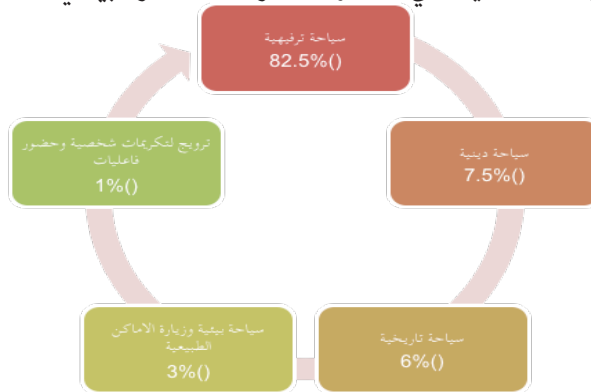 سياحة ترفيهية
82.5%()
سياحة دينية
7.5%()
سياحة تاريخية
6%()
سياحة بيئية وزيارة الاماكن
الطبيعية
3%()
ترويج لتكريمات شخصية وحضور
فاعليات
1%()